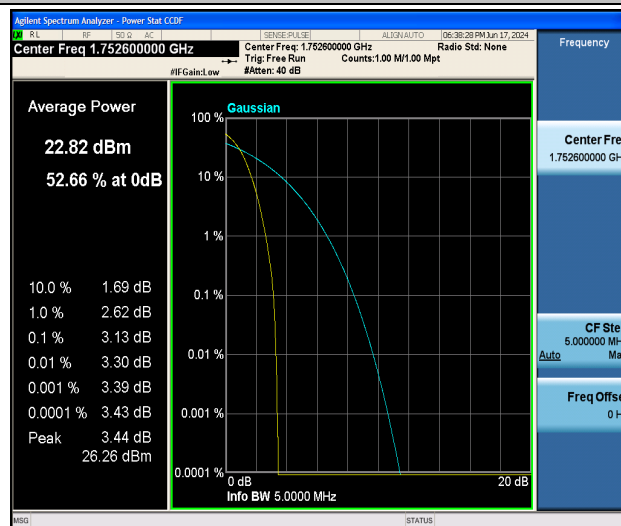 Agilent Spectrum Analyzer - Power Stat CCDF
RL RF 50 Ω AC SENSE:PULSE ALIGN AUTO 06:38:28 PM Jun 17, 2024
Center Freq 1.752600000 GHz
Center Freq: 1.752600000 GHz Radio Std: None
Trig: Free Run Counts:1.00 M/1.00 Mpt
#IFGain:Low #Atten: 40 dB
Frequency
Average Power
22.82 dBm
52.66 % at 0dB
10.0 % 1.69 dB
1.0 % 2.62 dB
0.1 % 3.13 dB
0.01 % 3.30 dB
0.001 % 3.39 dB
0.0001 % 3.43 dB
Peak 3.44 dB
26.26 dBm
Gaussian
100 %
10 %
1 %
0.1 %
0.01 %
0.001 %
0.0001 %
0 dB 20 dB
Info BW 5.0000 MHz
Center Fre
1.752600000 GH
CF Ste
5.000000 MH
Auto Ma
Freq Offse
0 H
MSG STATUS